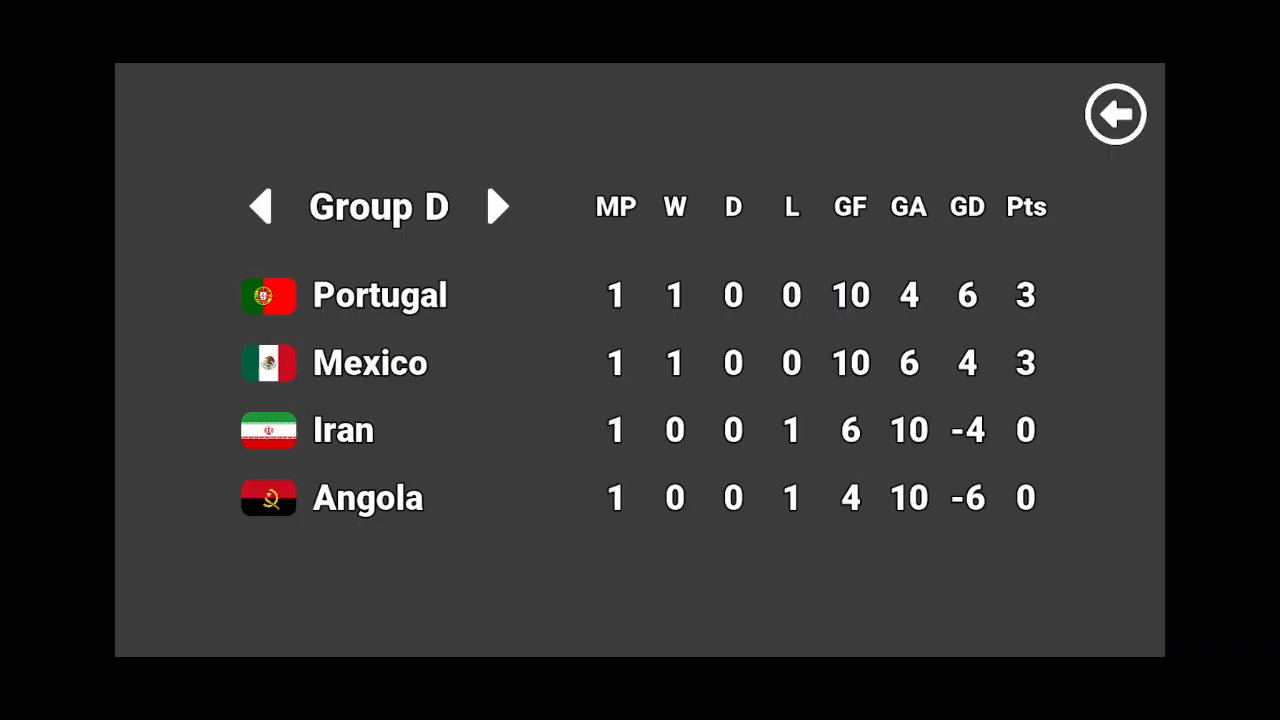 Group D MP W D L GF GA GD Pts
Portugal 1 1 0 0 10 4 6 3
Mexico 1 1 0 0 10 6 4 3
Iran 1 0 0 1 6 10 -4 0
Angola 1 0 0 1 4 10 -6 0